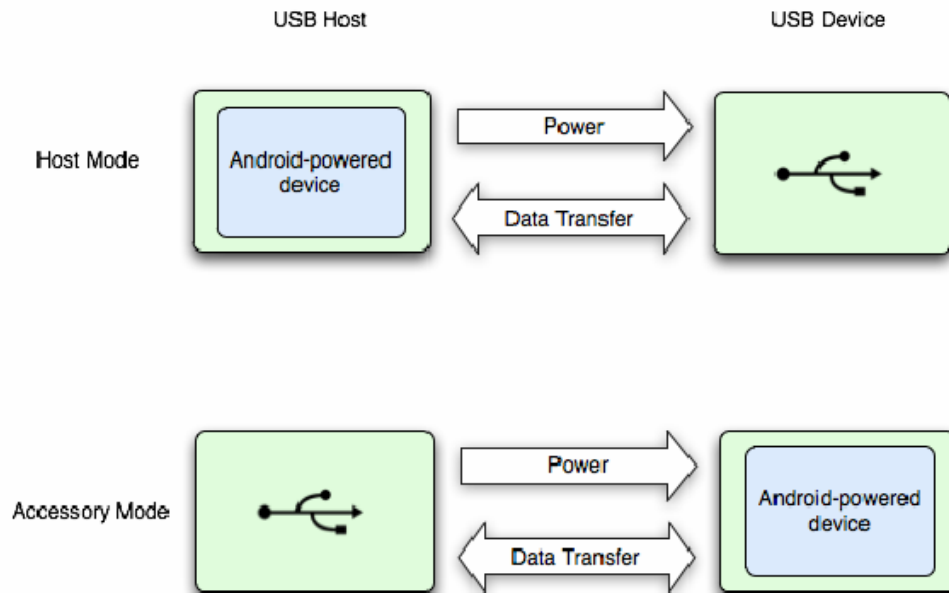 USB Host
USB Device
Host Mode
Android-powered
device
Power
Data Transfer
Accessory Mode
Power
Data Transfer
Android-powered
device